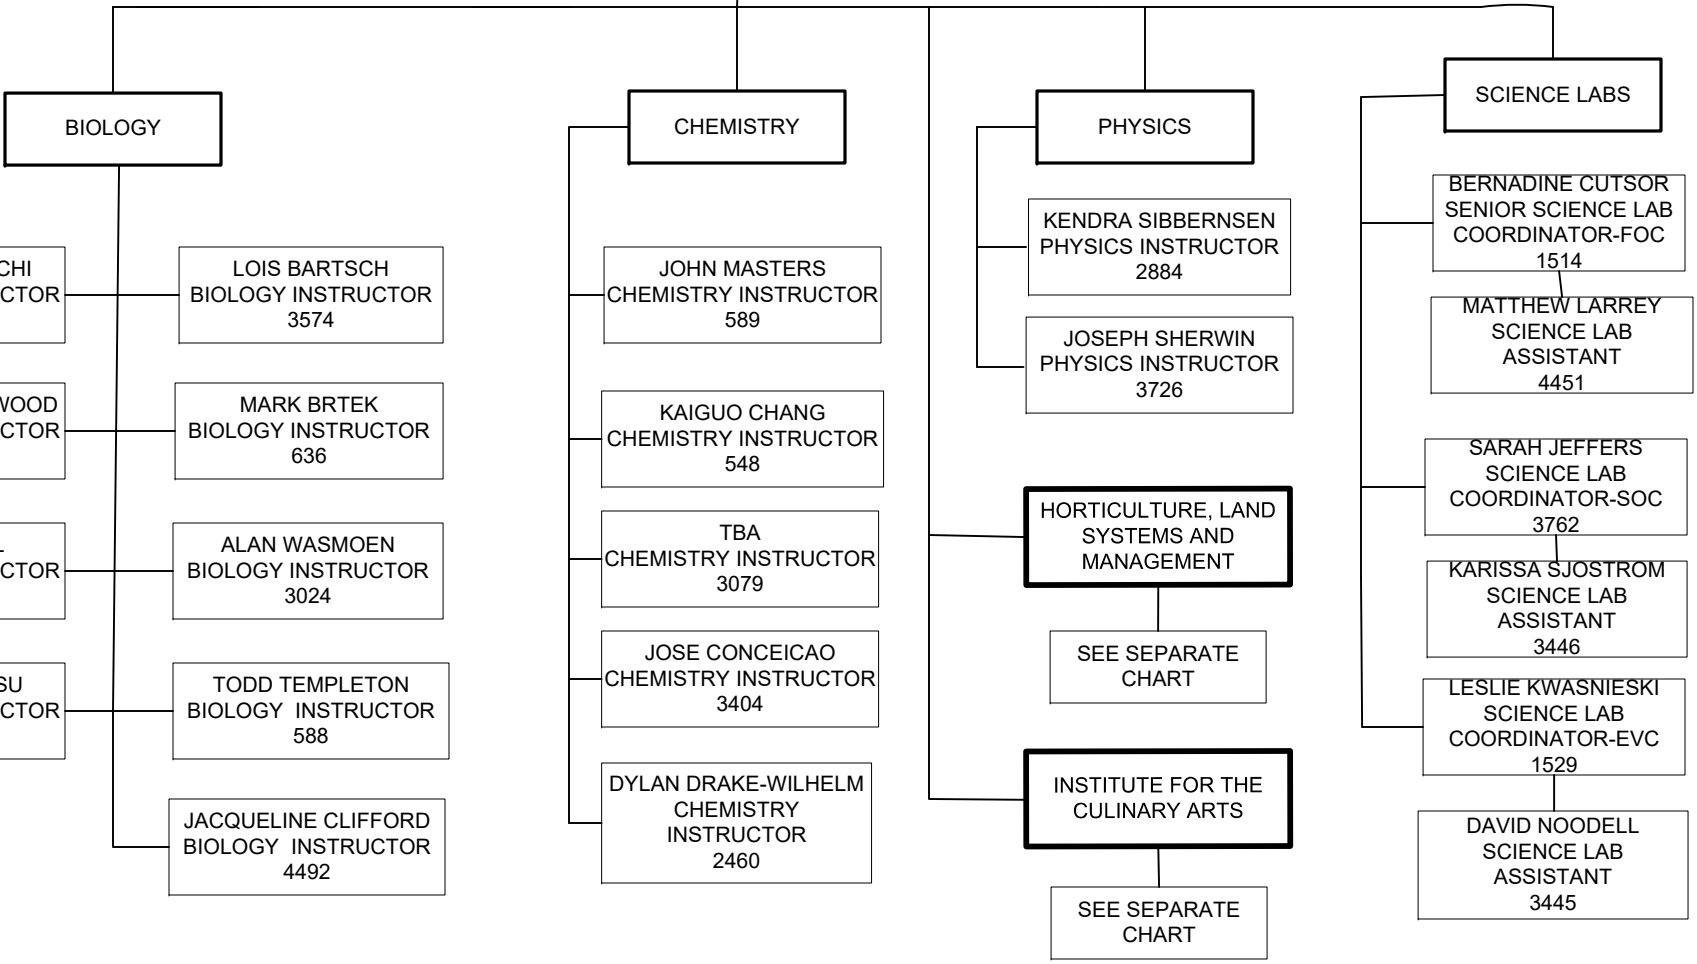 BIOLOGY
LOIS BARTSCH
BIOLOGY INSTRUCTOR
3574
MARK BRTEK
BIOLOGY INSTRUCTOR
636
ALAN WASMOEN
BIOLOGY INSTRUCTOR
3024
TODD TEMPLETON
BIOLOGY  INSTRUCTOR
588
JACQUELINE CLIFFORD
BIOLOGY  INSTRUCTOR
4492
CHEMISTRY
JOHN MASTERS
CHEMISTRY INSTRUCTOR
589
KAIGUO CHANG
CHEMISTRY INSTRUCTOR
548
TBA
CHEMISTRY INSTRUCTOR
3079
JOSE CONCEICAO
CHEMISTRY INSTRUCTOR
3404
DYLAN DRAKE-WILHELM
CHEMISTRY
INSTRUCTOR
2460
PHYSICS
KENDRA SIBBERNSEN
PHYSICS INSTRUCTOR
2884
JOSEPH SHERWIN
PHYSICS INSTRUCTOR
3726
HORTICULTURE, LAND
SYSTEMS AND
MANAGEMENT
SEE SEPARATE
CHART
INSTITUTE FOR THE
CULINARY ARTS
SEE SEPARATE
CHART
SCIENCE LABS
BERNADINE CUTSOR
SENIOR SCIENCE LAB
COORDINATOR-FOC
1514
MATTHEW LARREY
SCIENCE LAB
ASSISTANT
4451
SARAH JEFFERS
SCIENCE LAB
COORDINATOR-SOC
3762
KARISSA SJOSTROM
SCIENCE LAB
ASSISTANT
3446
LESLIE KWASNIESKI
SCIENCE LAB
COORDINATOR-EVC
1529
DAVID NOODELL
SCIENCE LAB
ASSISTANT
3445